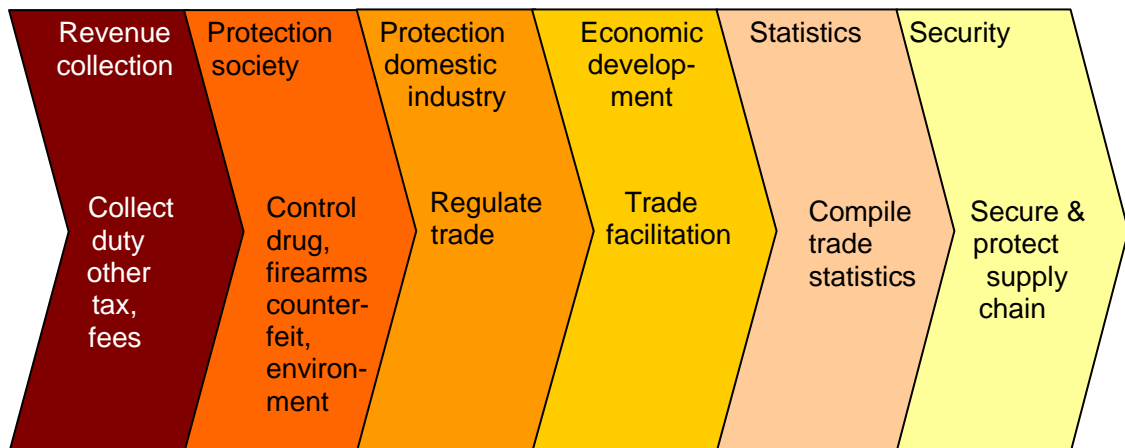 Revenue
collection
Collect
duty
other
tax,
fees
Protection
society
Control
drug,
firearms
counter-
feit,
environ-
ment
Protection
domestic
industry
Regulate
trade
Economic
develop-
ment
Trade
facilitation
Statistics
Compile
trade
statistics
Security
Secure &
protect
supply
chain